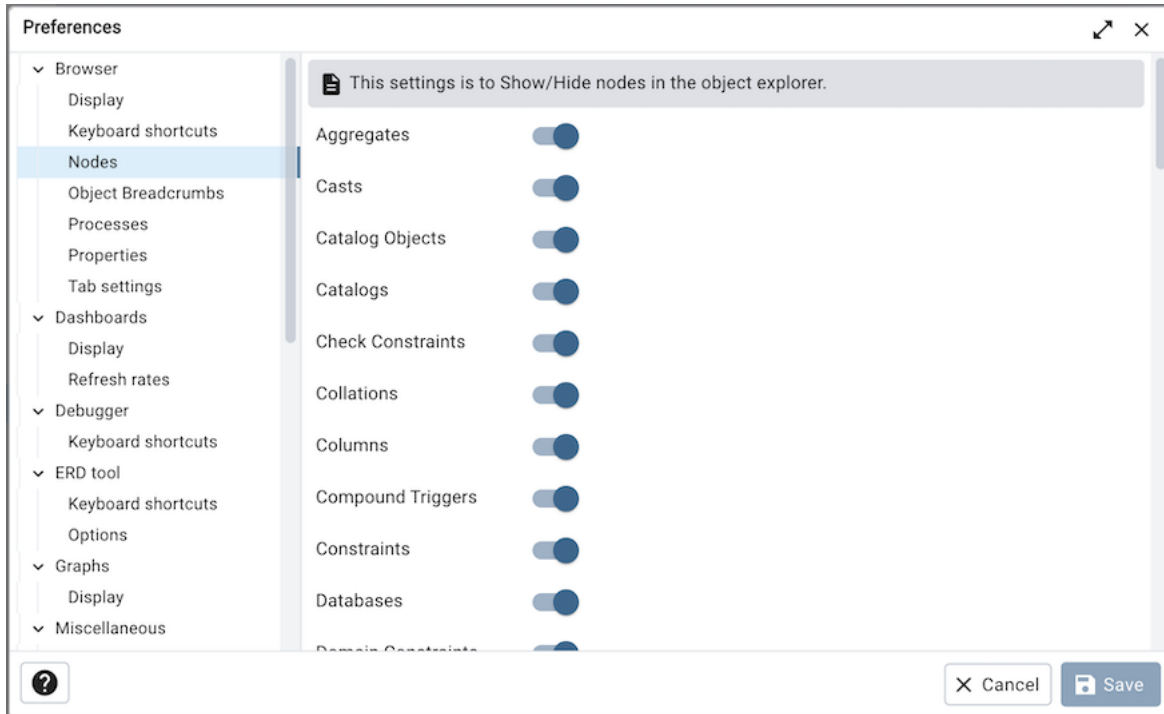 Preferences
Browser
Display
Keyboard shortcuts
Nodes
Object Breadcrumbs
Processes
Properties
Tab settings
Dashboards
Display
Refresh rates
Debugger
Keyboard shortcuts
ERD tool
Keyboard shortcuts
Options
Graphs
Display
Miscellaneous
This settings is to Show/Hide nodes in the object explorer.
Aggregates
Casts
Catalog Objects
Catalogs
Check Constraints
Collations
Columns
Compound Triggers
Constraints
Databases
Domain Constraints
Cancel
Save